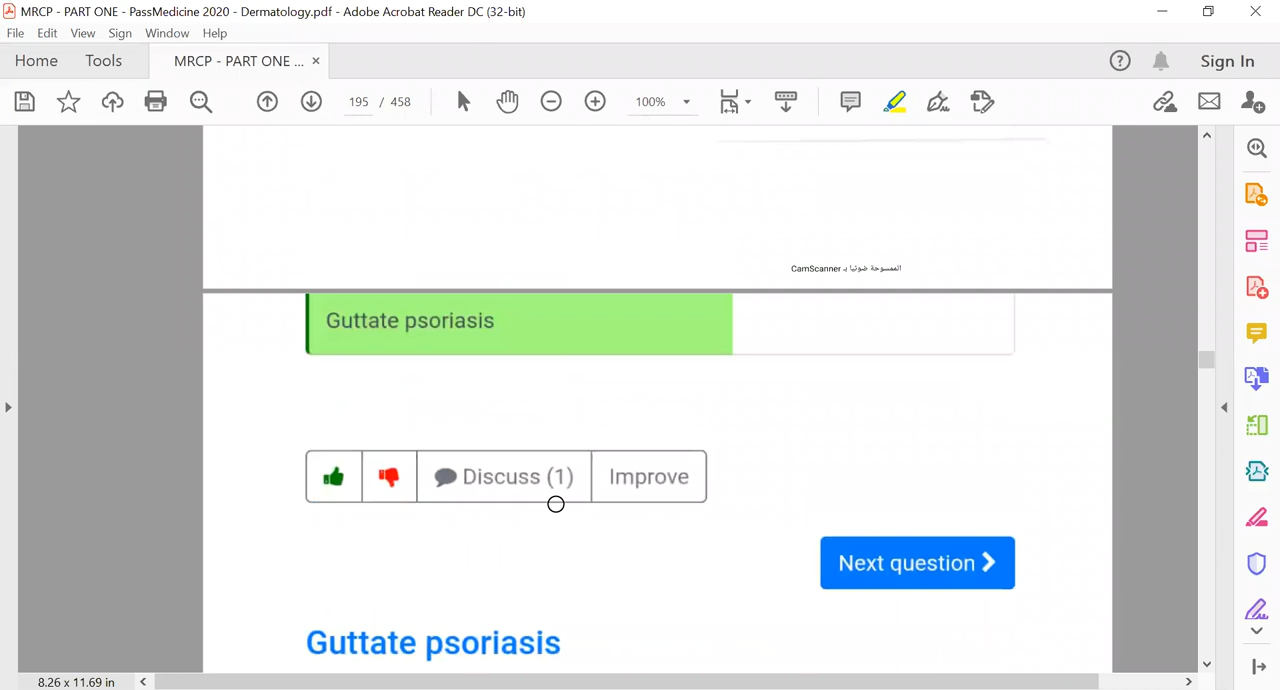 MRCP - PART ONE - PassMedicine 2020 - Dermatology.pdf - Adobe Acrobat Reader DC (32-bit)
File Edit View Sign Window Help
Home Tools MRCP - PART ONE ... × Sign In
195 / 458 100%
الممسوحة ضوئيا بـ CamScanner
Guttate psoriasis
Discuss (1) Improve
Next question
Guttate psoriasis
8.26 x 11.69 in